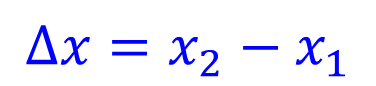 Δx = x₂ − x₁